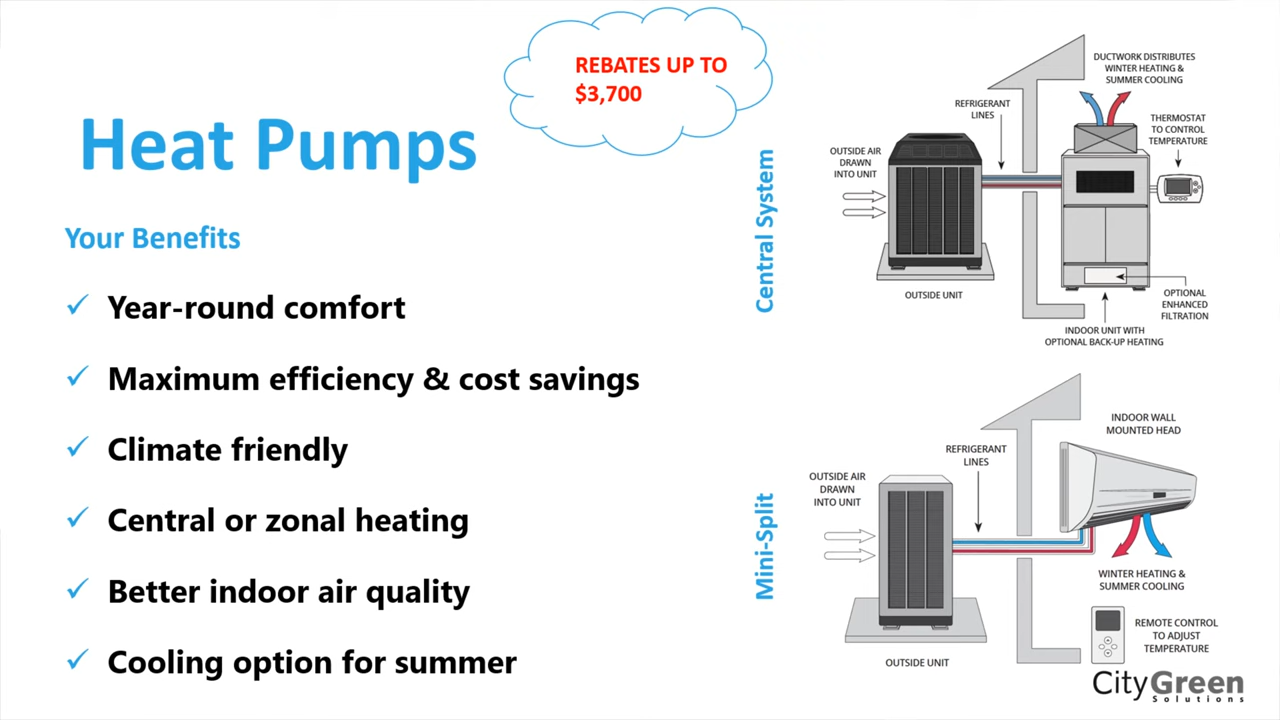 REBATES UP TO
$3,700
Heat Pumps
Your Benefits
Year-round comfort
Maximum efficiency & cost savings
Climate friendly
Central or zonal heating
Better indoor air quality
Cooling option for summer
Central System
DUCTWORK DISTRIBUTES
WINTER HEATING &
SUMMER COOLING
REFRIGERANT
LINES
THERMOSTAT
TO CONTROL
TEMPERATURE
OUTSIDE AIR
DRAWN
INTO UNIT
OUTSIDE UNIT
OPTIONAL
ENHANCED
FILTRATION
INDOOR UNIT WITH
OPTIONAL BACK-UP HEATING
Mini-Split
INDOOR WALL
MOUNTED HEAD
REFRIGERANT
LINES
OUTSIDE AIR
DRAWN
INTO UNIT
WINTER HEATING &
SUMMER COOLING
REMOTE CONTROL
TO ADJUST
TEMPERATURE
OUTSIDE UNIT
CityGreen
Solutions